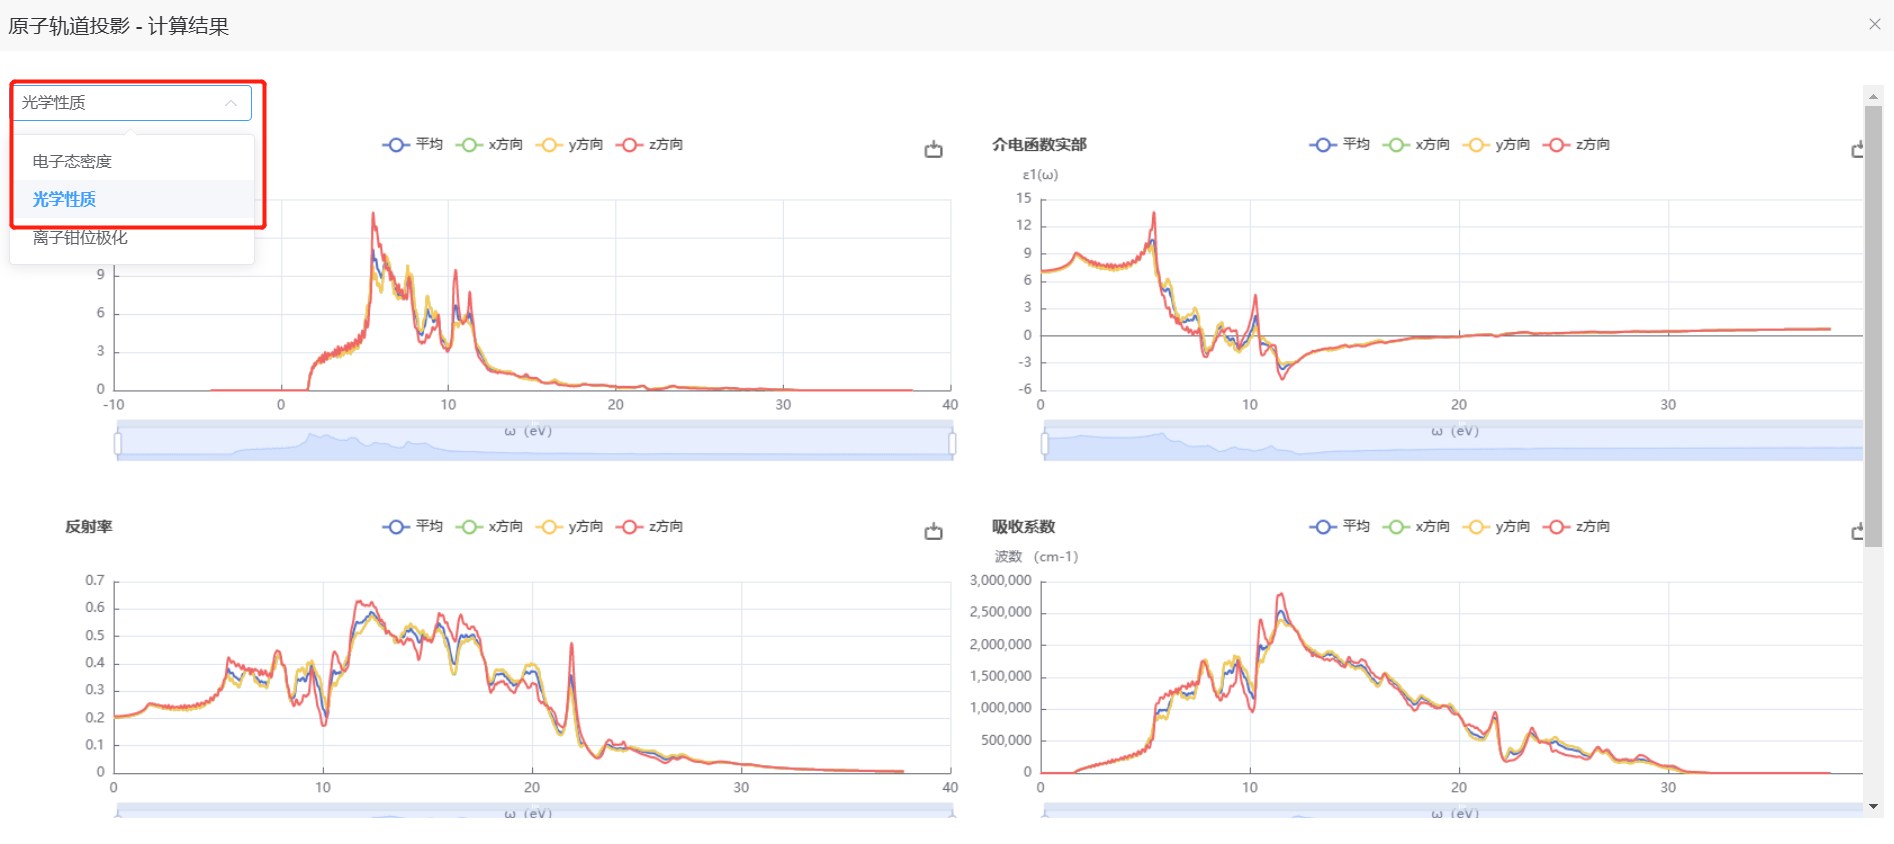 原子轨道投影 - 计算结果
光学性质
电子态密度
光学性质
离子钳位极化
平均 x方向 y方向 z方向
9
6
3
0
-10 0 10 20 30 40
ω（eV）
介电函数实部
平均 x方向 y方向 z方向
ε1(ω)
15
12
9
6
3
0
-3
-6
0 10 20 30
ω（eV）
反射率
平均 x方向 y方向 z方向
0.7
0.6
0.5
0.4
0.3
0.2
0.1
0
0 10 20 30 40
ω（eV）
吸收系数
平均 x方向 y方向 z方向
波数 （cm-1）
3,000,000
2,500,000
2,000,000
1,500,000
1,000,000
500,000
0
0 10 20 30
ω（eV）